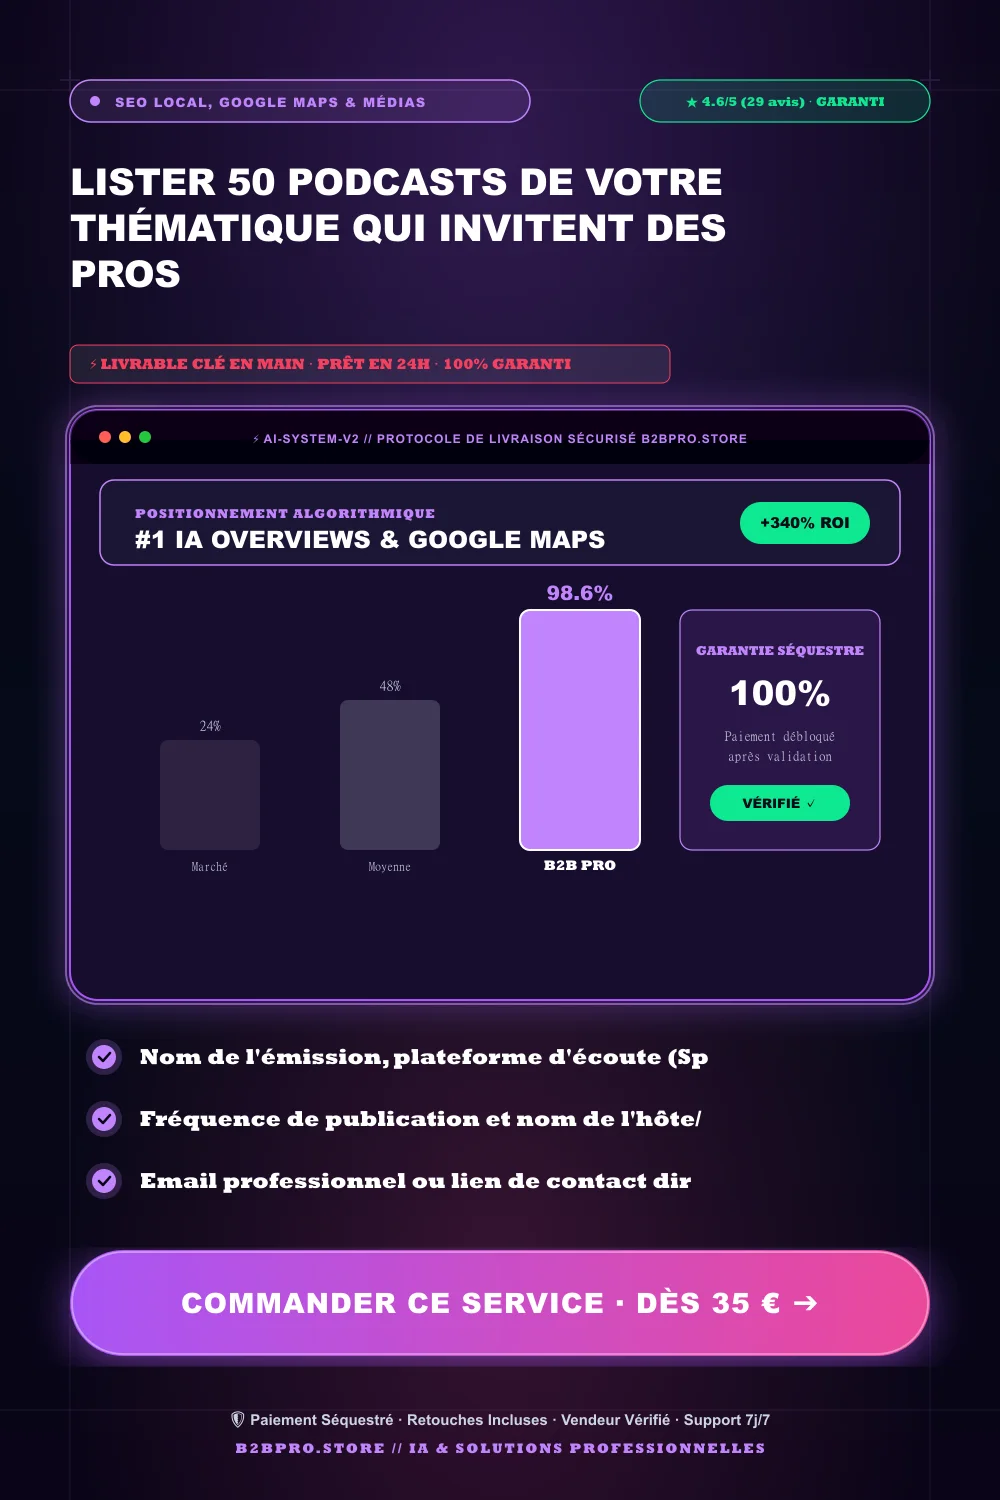 SEO LOCAL, GOOGLE MAPS & MÉDIAS
★ 4.6/5 (29 avis) · GARANTI
LISTER 50 PODCASTS DE VOTRE
THÉMATIQUE QUI INVITENT DES
PROS
⚡ LIVRABLE CLÉ EN MAIN · PRÊT EN 24H · 100% GARANTI
⚡ AI-SYSTEM-V2 // PROTOCOLE DE LIVRAISON SÉCURISÉ B2BPRO.STORE
POSITIONNEMENT ALGORITHMIQUE
#1 IA OVERVIEWS & GOOGLE MAPS
+340% ROI
98.6%
48%
24%
GARANTIE SÉQUESTRE
100%
Paiement débloqué
après validation
VÉRIFIÉ ✓
Marché
Moyenne
B2B PRO
Nom de l'émission, plateforme d'écoute (Sp
Fréquence de publication et nom de l'hôte/
Email professionnel ou lien de contact dir
COMMANDER CE SERVICE · DÈS 35 € ➔
🛡 Paiement Séquestré · Retouches Incluses · Vendeur Vérifié · Support 7j/7
B2BPRO.STORE // IA & SOLUTIONS PROFESSIONNELLES